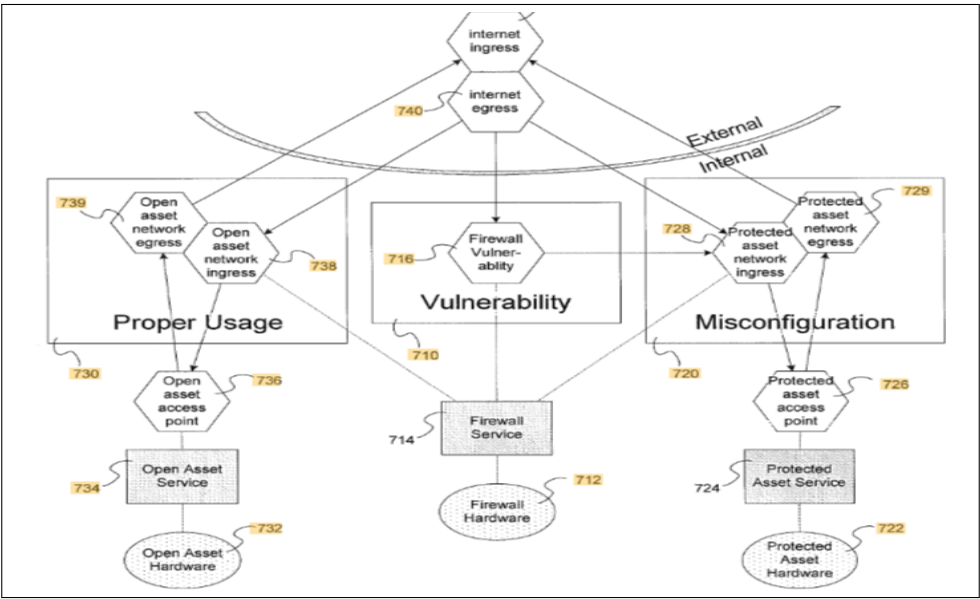 internet
ingress
internet
egress
740
External
Internal
739
Open
asset
network
egress
Open
asset
network
ingress
738
Proper Usage
730
716
Firewall
Vulner-
ablity
Vulnerability
710
728
Protected
asset
network
ingress
Protected
asset
network
egress
729
Misconfiguration
720
Open
asset
access
point
736
Open Asset
Service
734
Open Asset
Hardware
732
Firewall
Service
714
Firewall
Hardware
712
Protected
asset
access
point
726
Protected
Asset Service
724
Protected
Asset
Hardware
722